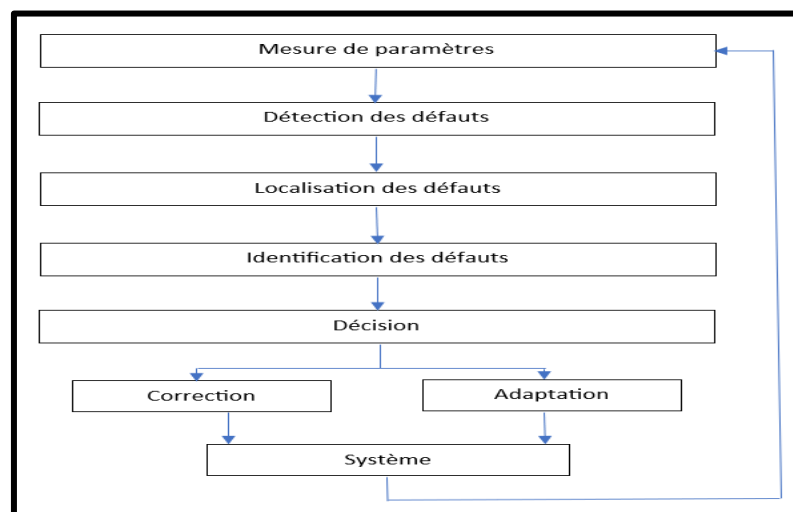 Mesure de paramètres
Détection des défauts
Localisation des défauts
Identification des défauts
Décision
Correction
Adaptation
Système